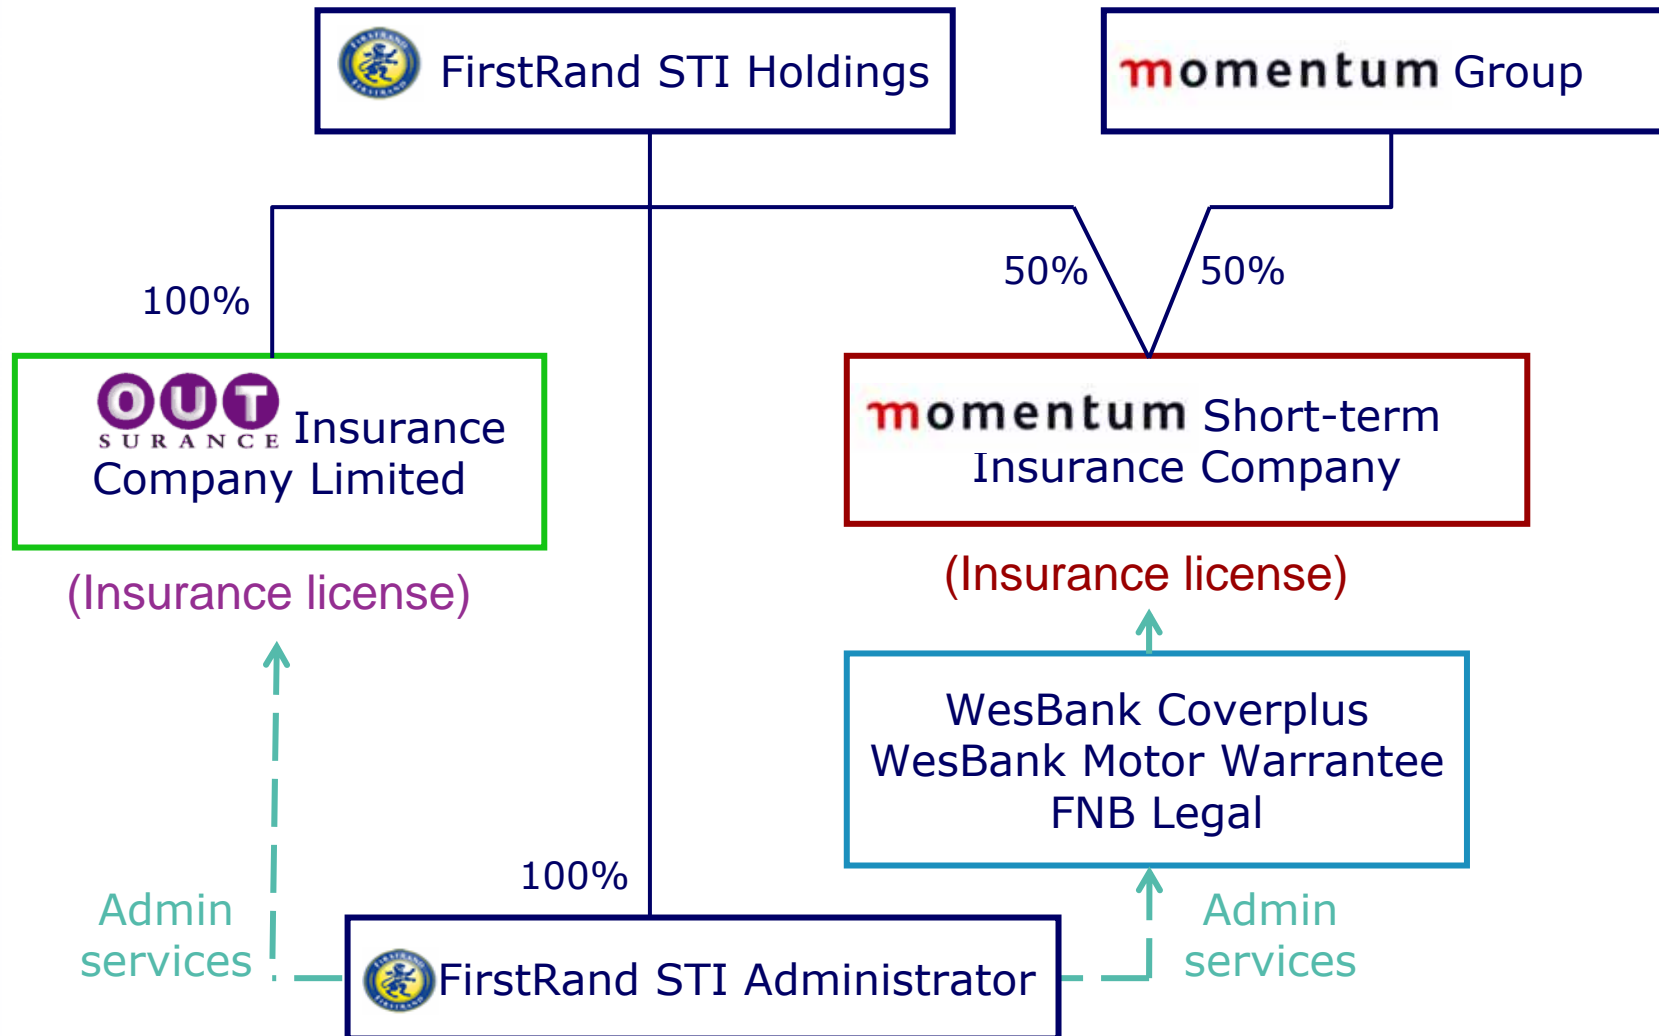 FirstRand STI Holdings
momentum Group
100%
50%
50%
OUT
SURANCE Insurance
Company Limited
momentum Short-term
Insurance Company
(Insurance license)
(Insurance license)
WesBank Coverplus
WesBank Motor Warrantee
FNB Legal
100%
Admin
services
Admin
services
FirstRand STI Administrator